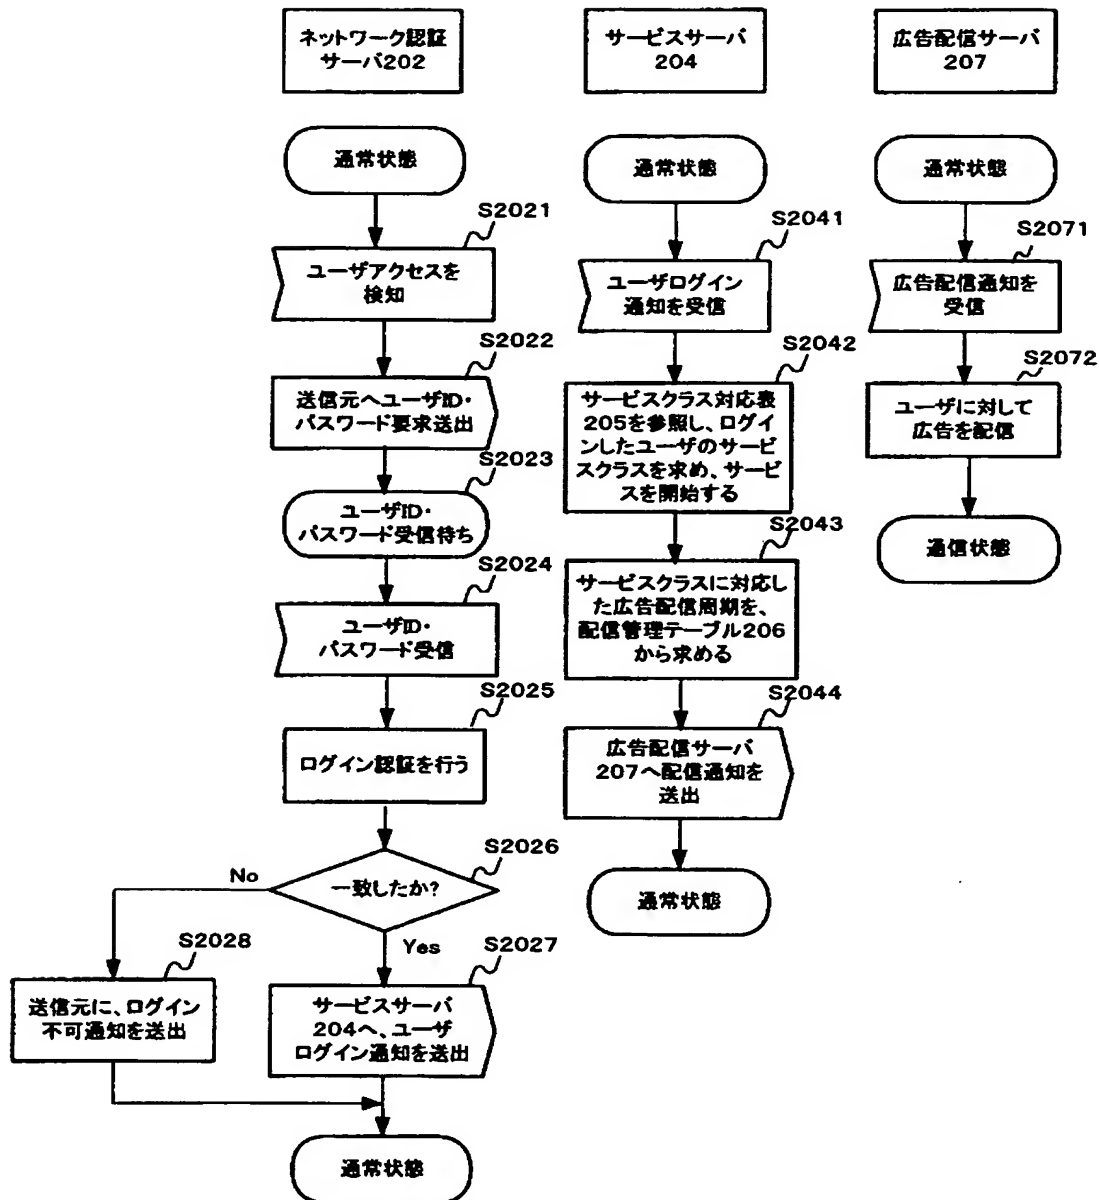 ネットワーク認証
サーバ202
通常状態
S2021
ユーザアクセスを
検知
S2022
送信元へユーザID・
パスワード要求送出
S2023
ユーザID・
パスワード受信待ち
S2024
ユーザID・
パスワード受信
S2025
ログイン認証を行う
S2026
一致したか?
No
Yes
S2028
送信元に、ログイン
不可通知を送出
S2027
サービスサーバ
204へ、ユーザ
ログイン通知を送出
通常状態
サービスサーバ
204
通常状態
S2041
ユーザログイン
通知を受信
S2042
サービスクラス対応表
205を参照し、ログイ
ンしたユーザのサービ
スクラスを求め、サービ
スを開始する
S2043
サービスクラスに対応し
た広告配信周期を、
配信管理テーブル206
から求める
S2044
広告配信サーバ
207へ配信通知を
送出
通常状態
広告配信サーバ
207
通常状態
S2071
広告配信通知を
受信
S2072
ユーザに対して
広告を配信
通信状態